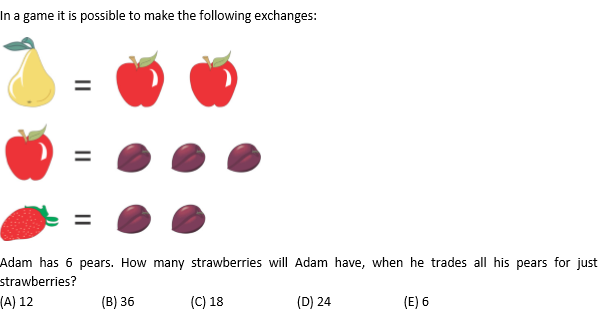 In a game it is possible to make the following exchanges:
=
=
=
Adam has 6 pears. How many strawberries will Adam have, when he trades all his pears for just
strawberries?
(A) 12 (B) 36 (C) 18 (D) 24 (E) 6